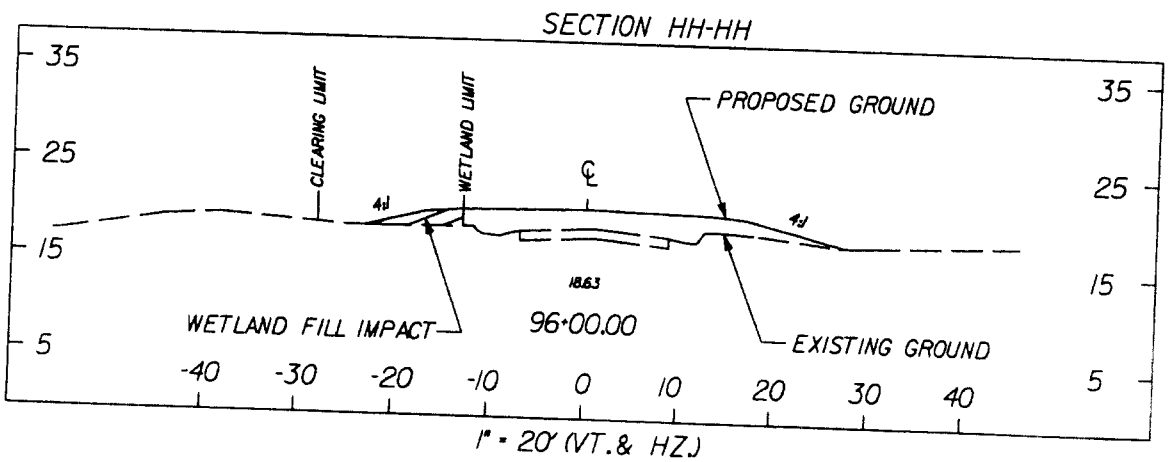 SECTION HH-HH
35 35
CLEARING LIMIT
WETLAND LIMIT
PROPOSED GROUND
25 25
℄
4:1 4:1
15 15
18.63
WETLAND FILL IMPACT
96+00.00
EXISTING GROUND
5 5
-40 -30 -20 -10 0 10 20 30 40
1" = 20' (VT. & HZ.)